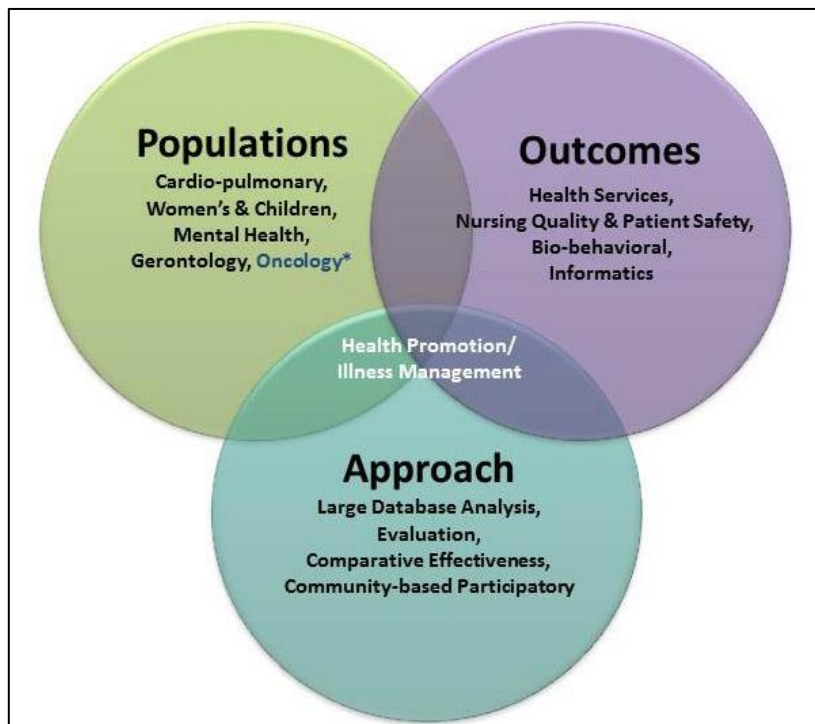 Populations
Cardio-pulmonary,
Women's & Children,
Mental Health,
Gerontology, Oncology*
Outcomes
Health Services,
Nursing Quality & Patient Safety,
Bio-behavioral,
Informatics
Health Promotion/
Illness Management
Approach
Large Database Analysis,
Evaluation,
Comparative Effectiveness,
Community-based Participatory